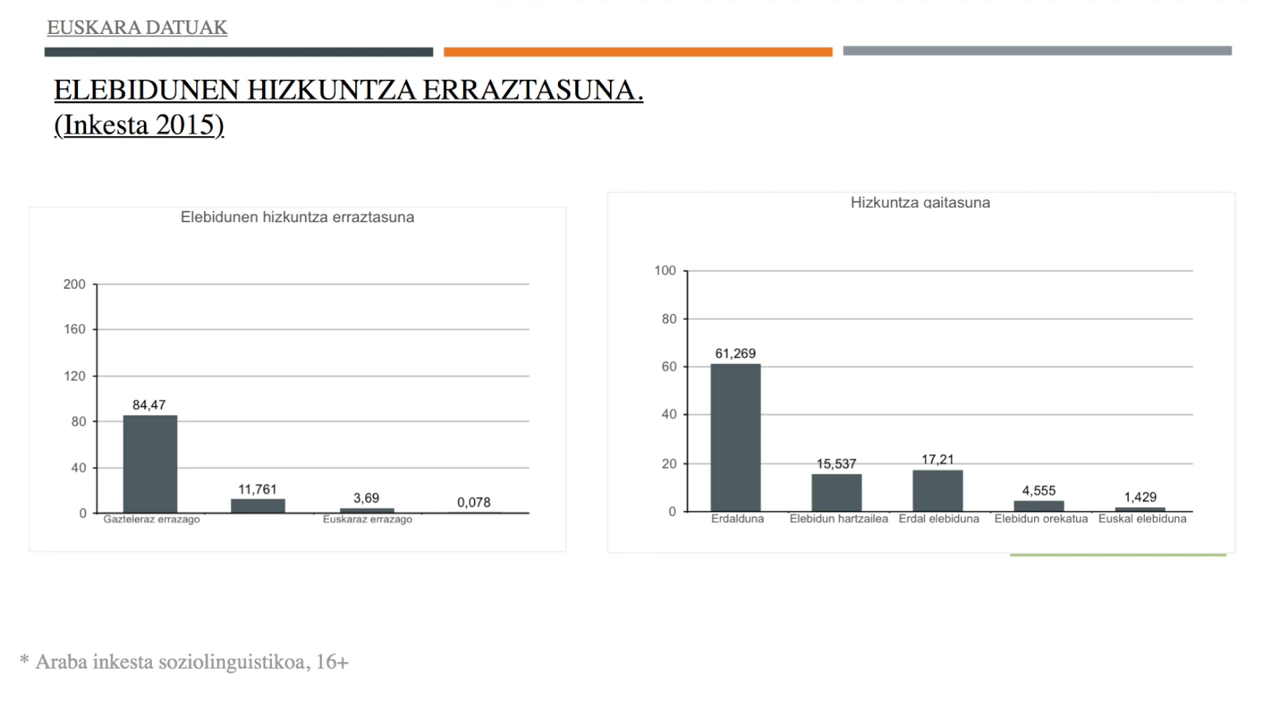 EUSKARA DATUAK
ELEBIDUNEN HIZKUNTZA ERRAZTASUNA.
(Inkesta 2015)
Elebidunen hizkuntza erraztasuna
200
160
120
80
40
0
84,47
11,761
3,69
0,078
Gazteleraz errazago
Euskaraz errazago
Hizkuntza gaitasuna
100
80
60
40
20
0
61,269
15,537
17,21
4,555
1,429
Erdalduna
Elebidun hartzailea
Erdal elebiduna
Elebidun orekatua
Euskal elebiduna
* Araba inkesta soziolinguistikoa, 16+